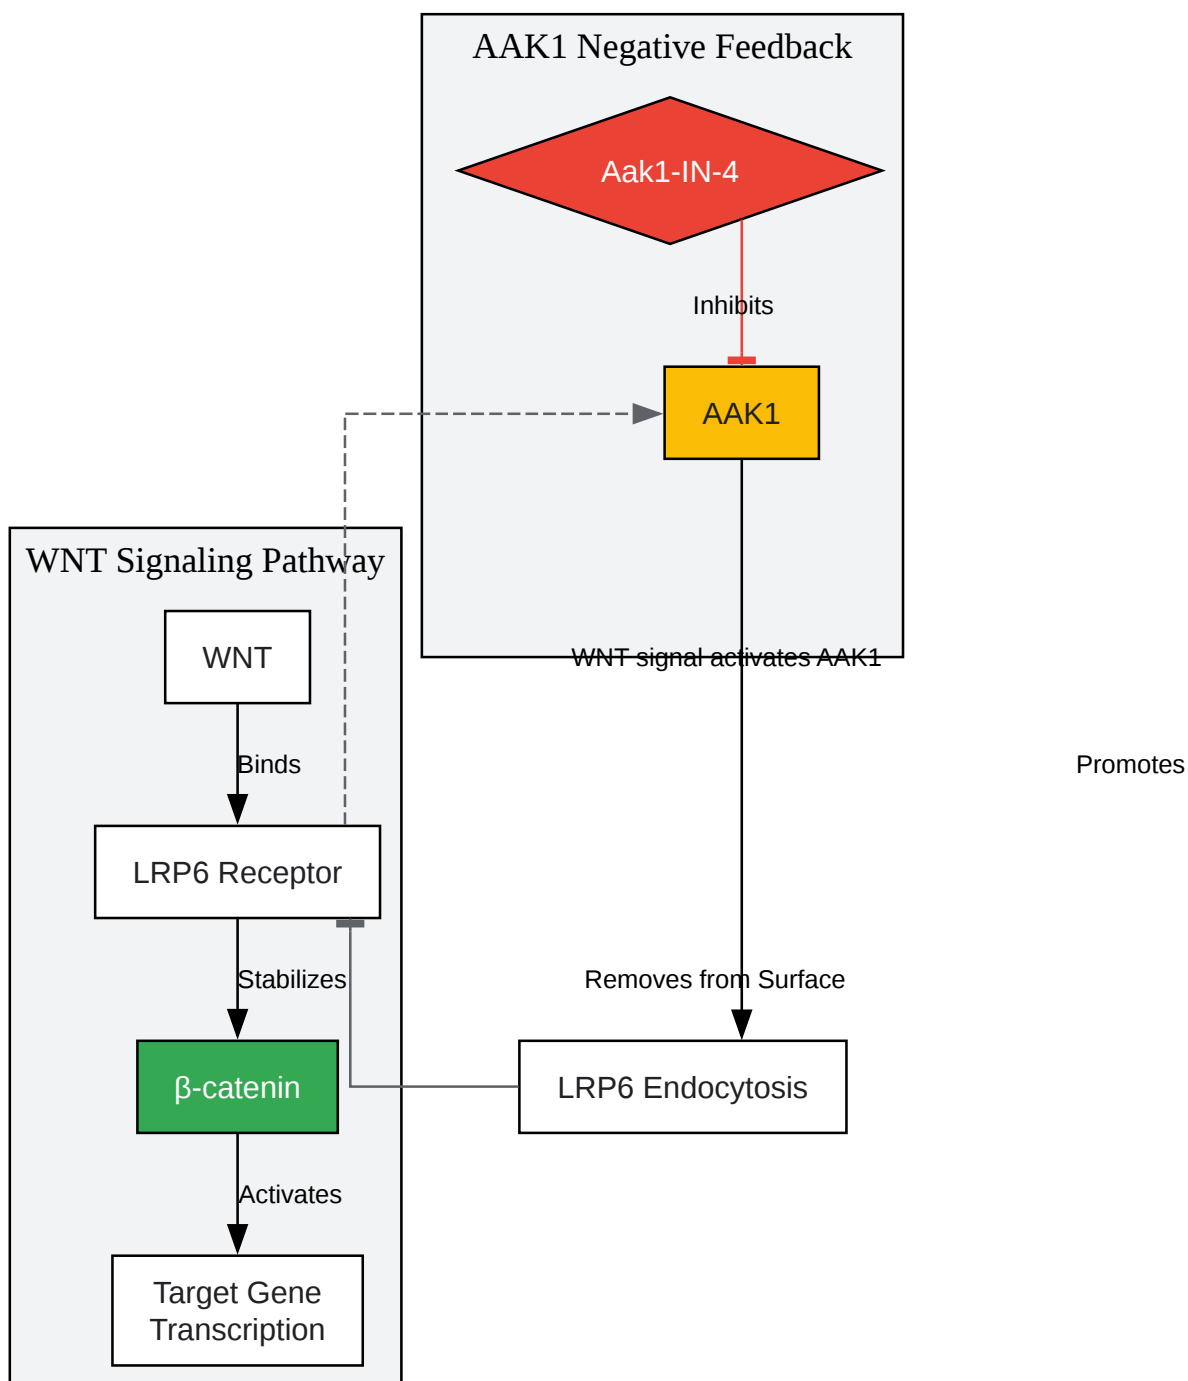 AAK1 Negative Feedback
Aak1-IN-4
Inhibits
AAK1
WNT Signaling Pathway
WNT
WNT signal activates AAK1
Binds
Promotes
LRP6 Receptor
Stabilizes
Removes from Surface
β-catenin
LRP6 Endocytosis
Activates
Target Gene
Transcription